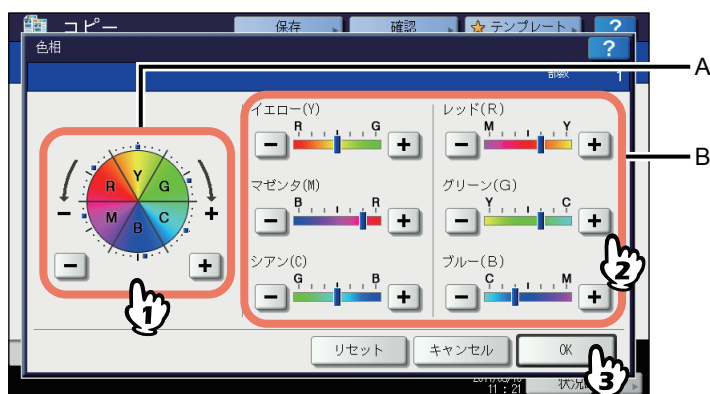 コピー 保存 確認 テンプレート ?
色相 ?
部数 1
A
B
イエロー(Y) レッド(R)
R G M Y
- + - +
マゼンタ(M) グリーン(G)
B R Y C
- + - +
シアン(C) ブルー(B)
G B C M
- + - +
Y
R G
M C
B
- +
- +
1
2
リセット キャンセル OK
3
11:21 状況